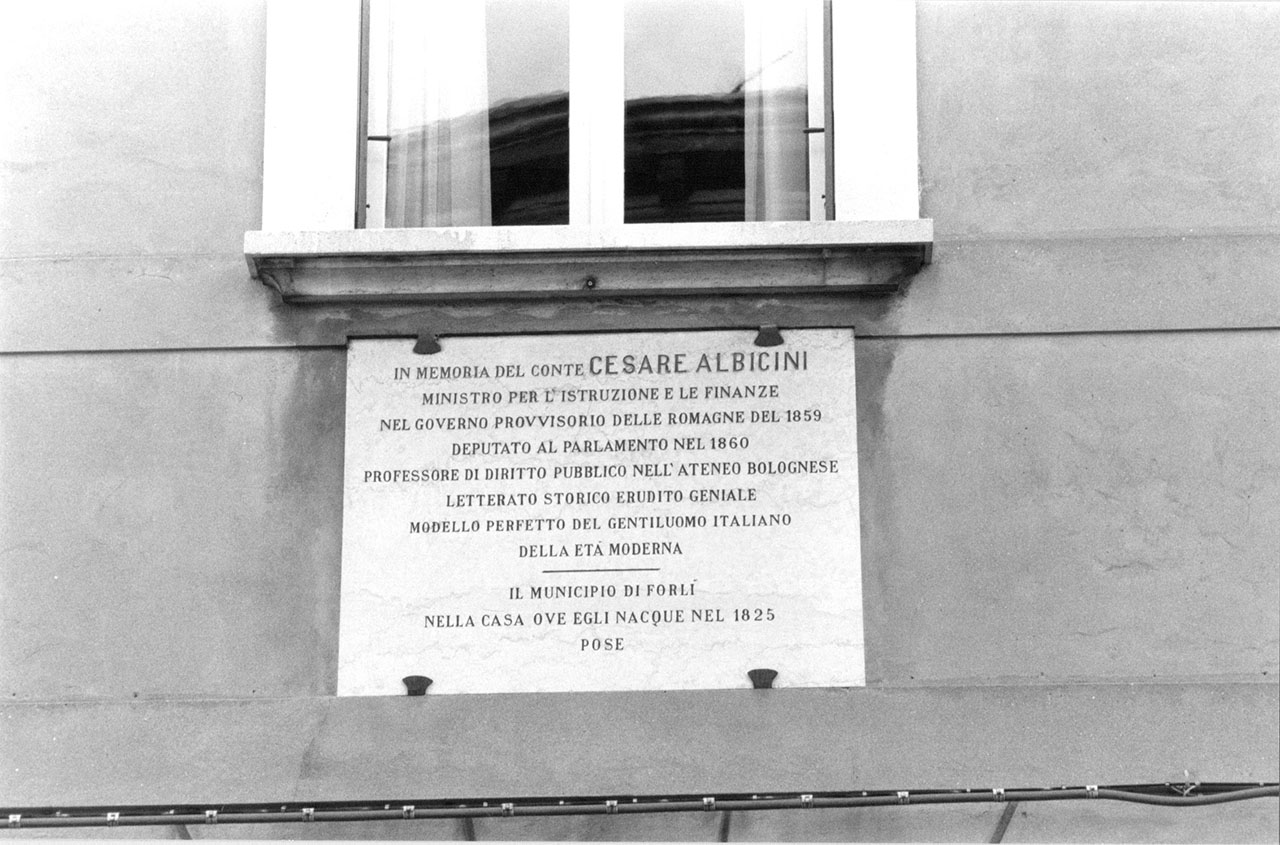 IN MEMORIA DEL CONTE CESARE ALBICINI
MINISTRO PER L'ISTRUZIONE E LE FINANZE
NEL GOVERNO PROVVISORIO DELLE ROMAGNE DEL 1859
DEPUTATO AL PARLAMENTO NEL 1860
PROFESSORE DI DIRITTO PUBBLICO NELL'ATENEO BOLOGNESE
LETTERATO STORICO ERUDITO GENIALE
MODELLO PERFETTO DEL GENTILUOMO ITALIANO
DELLA ETÀ MODERNA
IL MUNICIPIO DI FORLÌ
NELLA CASA OVE EGLI NACQUE NEL 1825
POSE